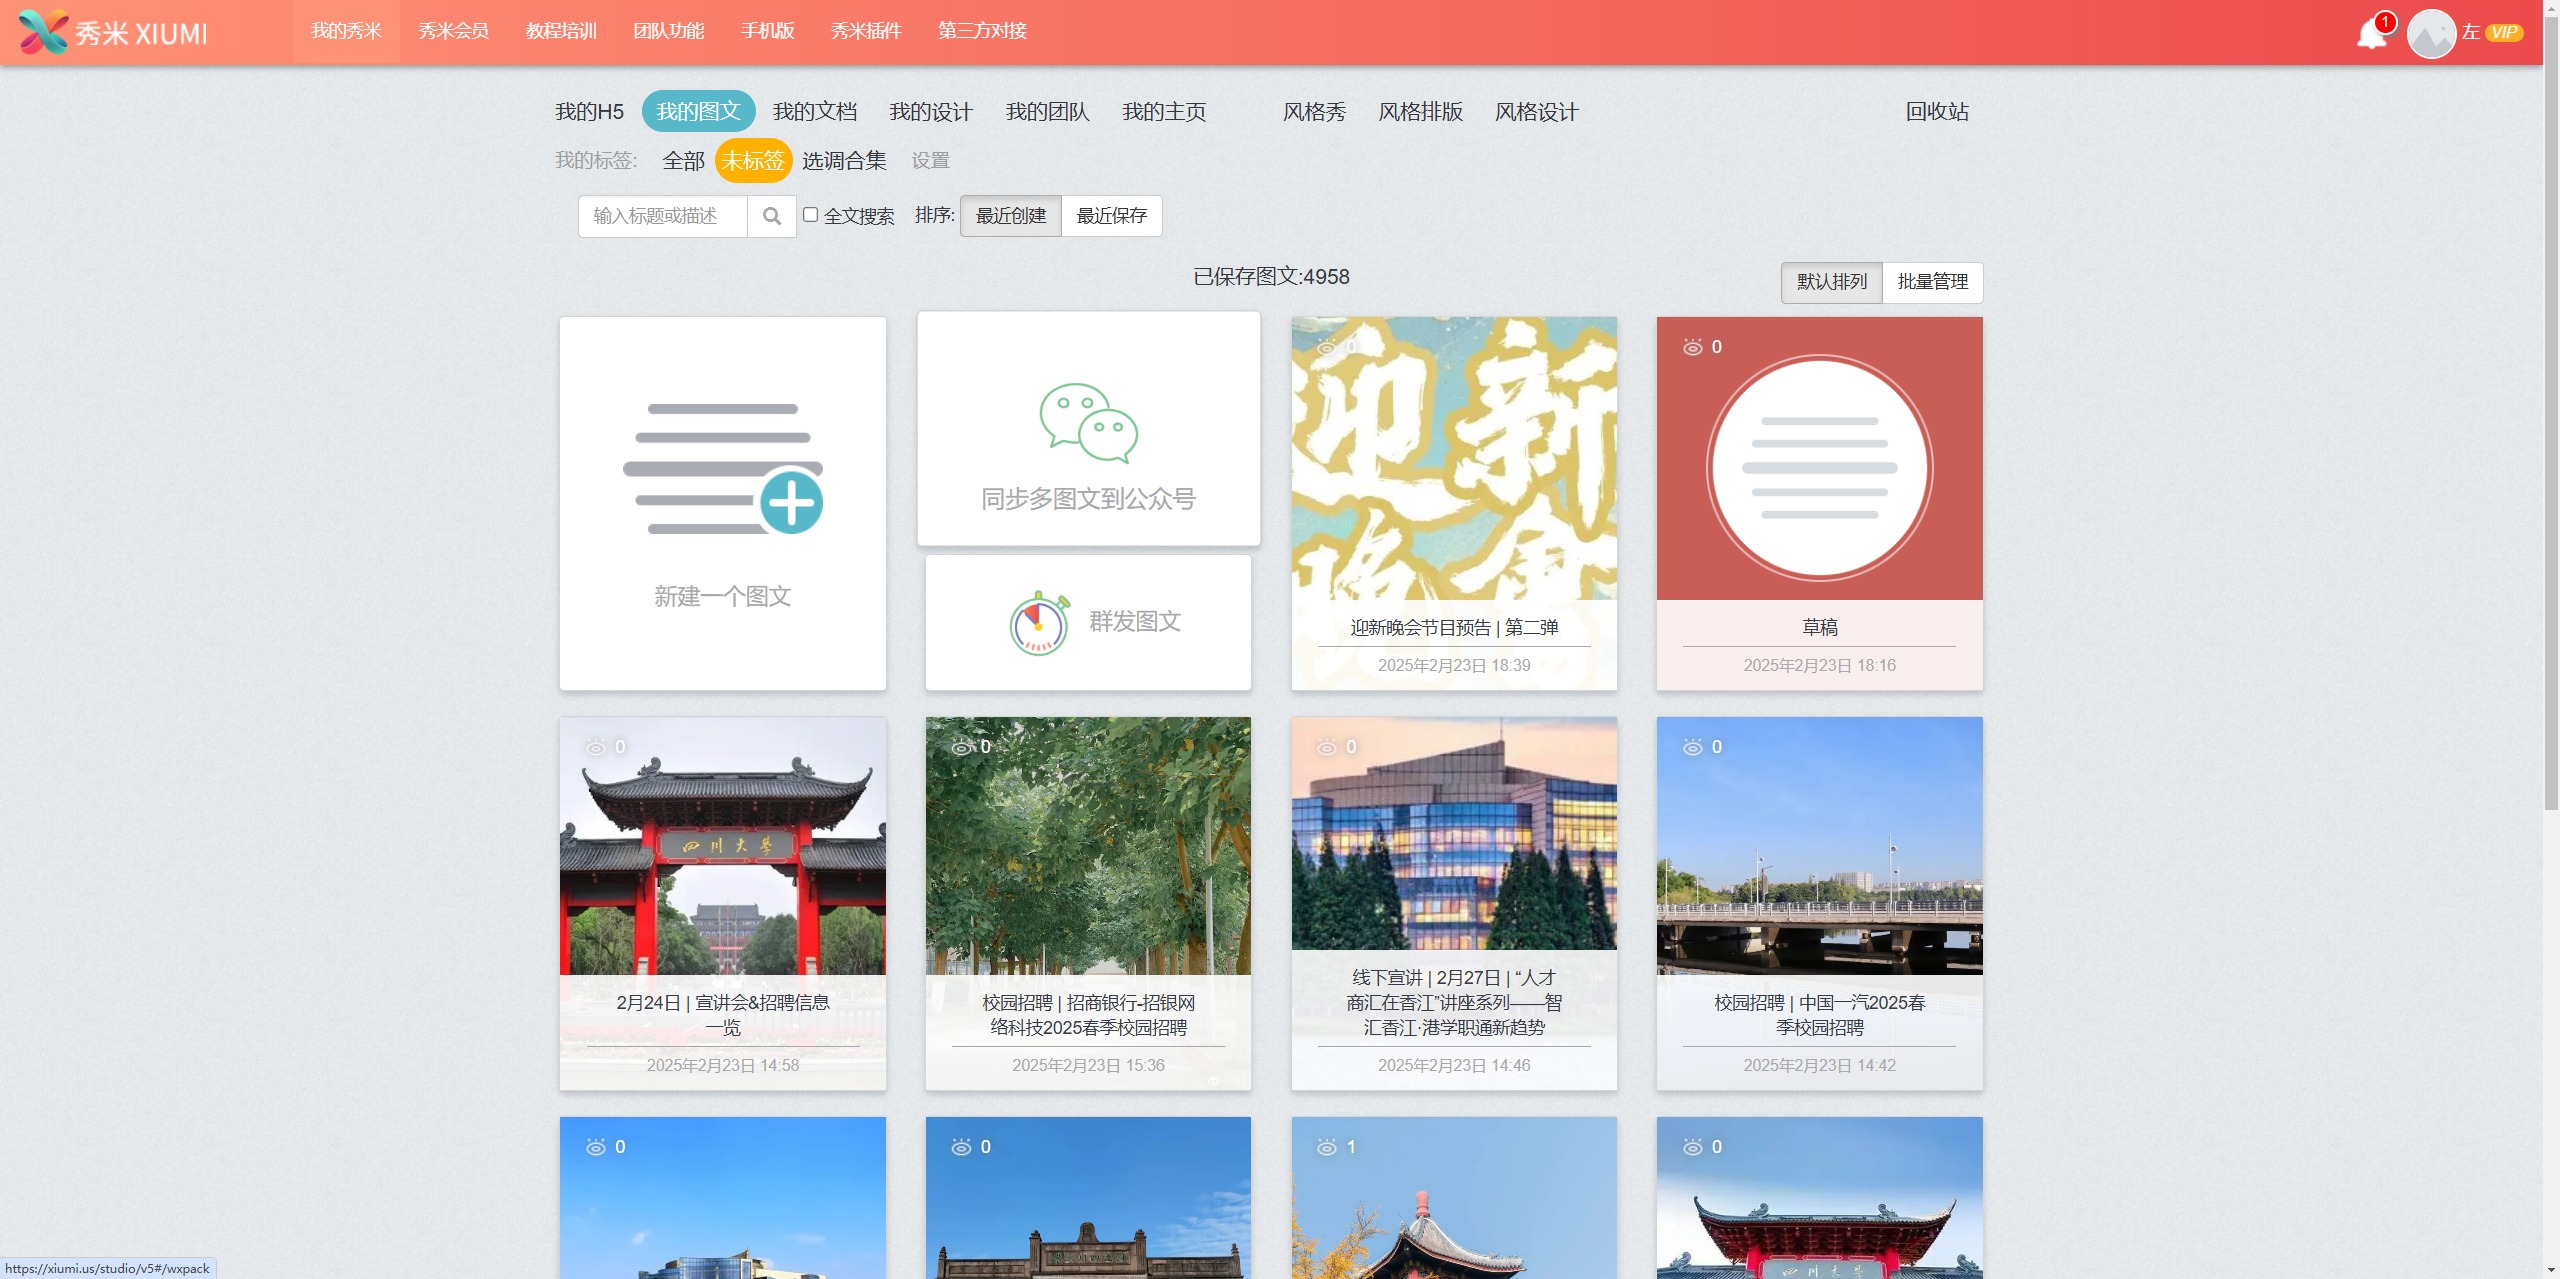 秀米 XIUMI
我的秀米 秀米会员 教程培训 团队功能 手机版 秀米插件 第三方对接
1
左 VIP
我的H5 我的图文 我的文档 我的设计 我的团队 我的主页 风格秀 风格排版 风格设计 回收站
我的标签: 全部 未标签 选调合集 设置
输入标题或描述 全文搜索 排序: 最近创建 最近保存
已保存图文:4958
默认排列 批量管理
新建一个图文
同步多图文到公众号
群发图文
0
迎新
晚会
迎新晚会节目预告 | 第二弹
2025年2月23日 18:39
0
草稿
2025年2月23日 18:16
0
四川大学
2月24日 | 宣讲会&招聘信息
一览
2025年2月23日 14:58
0
校园招聘 | 招商银行-招银网
络科技2025春季校园招聘
2025年2月23日 15:36
0
线下宣讲 | 2月27日 | “人才
商汇在香江”讲座系列——智
汇香江·港学职通新趋势
2025年2月23日 14:46
0
校园招聘 | 中国一汽2025春
季校园招聘
2025年2月23日 14:42
0
0
1
0
四川大学
https://xiumi.us/studio/v5#/wxpack